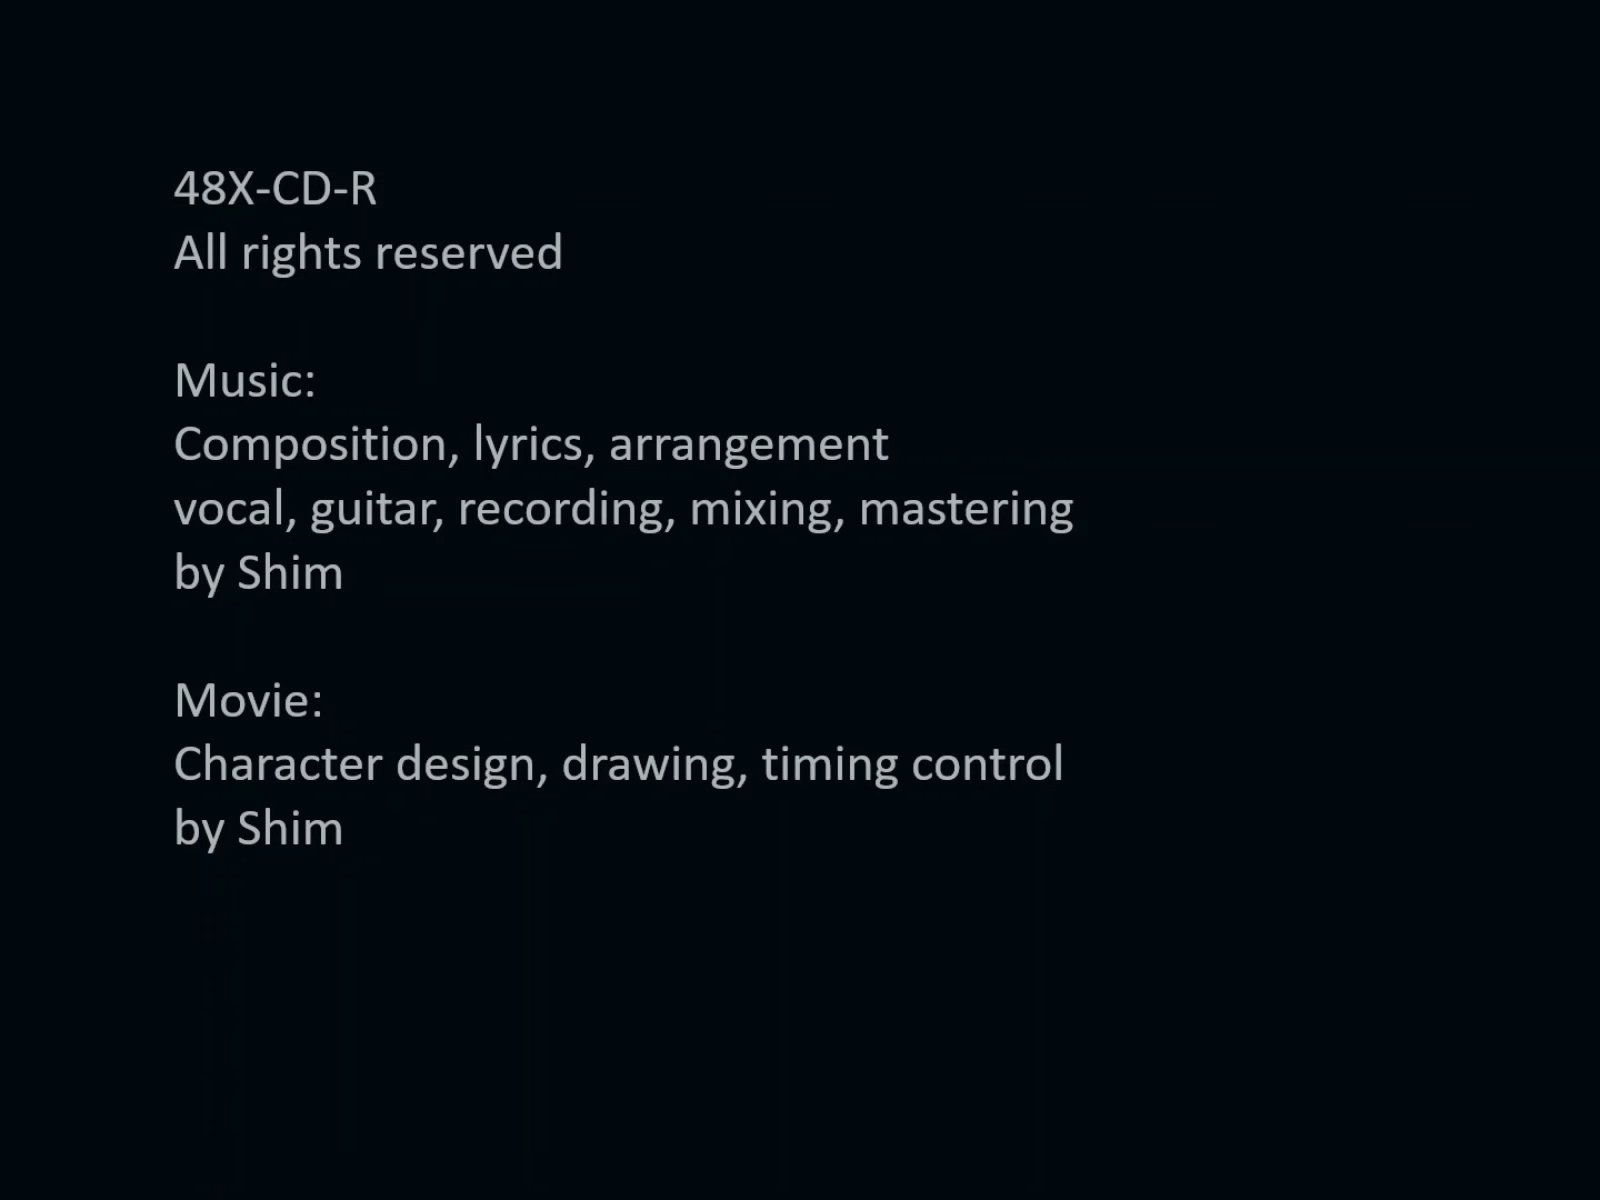 48X-CD-R
All rights reserved
Music:
Composition, lyrics, arrangement
vocal, guitar, recording, mixing, mastering
by Shim
Movie:
Character design, drawing, timing control
by Shim